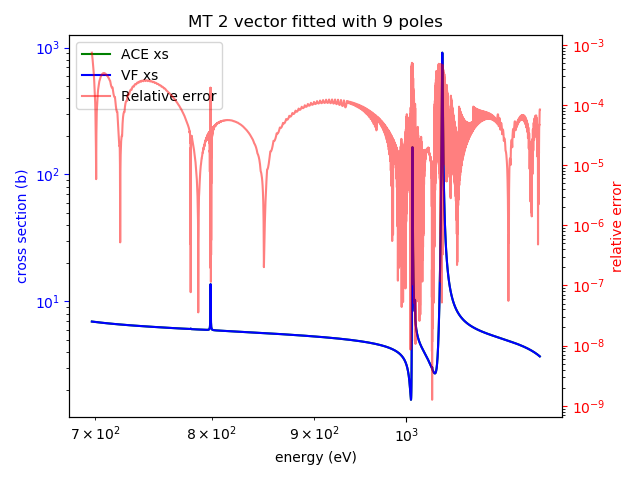 MT 2 vector fitted with 9 poles
ACE xs
VF xs
Relative error
cross section (b)
10³
10²
10¹
relative error
10⁻³
10⁻⁴
10⁻⁵
10⁻⁶
10⁻⁷
10⁻⁸
10⁻⁹
7 × 10² 8 × 10² 9 × 10² 10³
energy (eV)